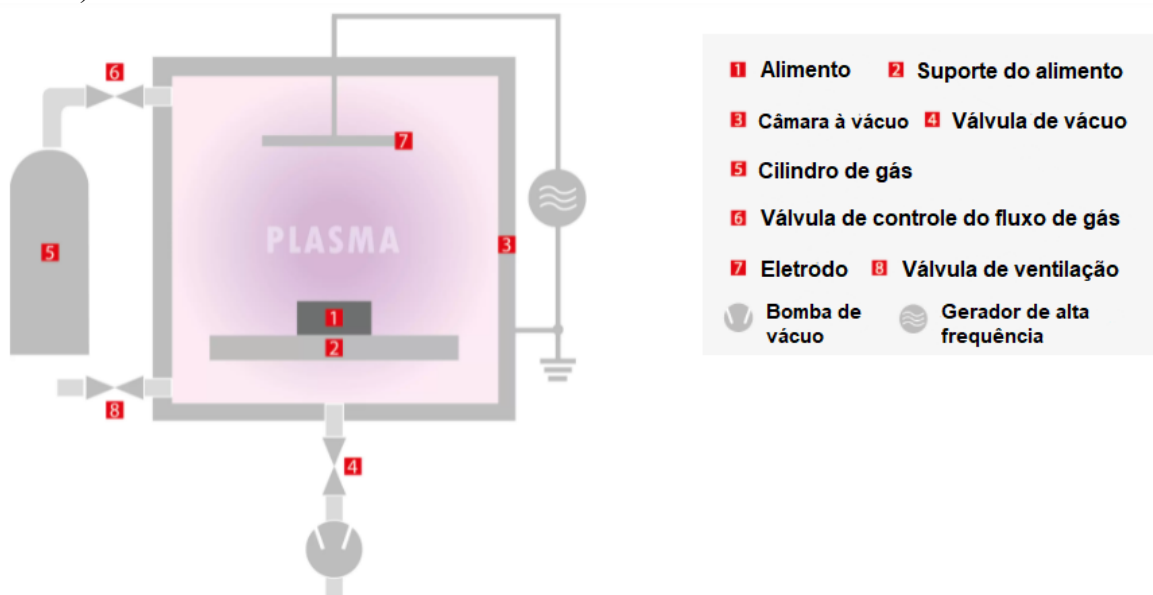 6
7
5
PLASMA
3
1
2
8
4
1 Alimento 2 Suporte do alimento
3 Câmara à vácuo 4 Válvula de vácuo
5 Cilindro de gás
6 Válvula de controle do fluxo de gás
7 Eletrodo 8 Válvula de ventilação
Bomba de vácuo
Gerador de alta frequência